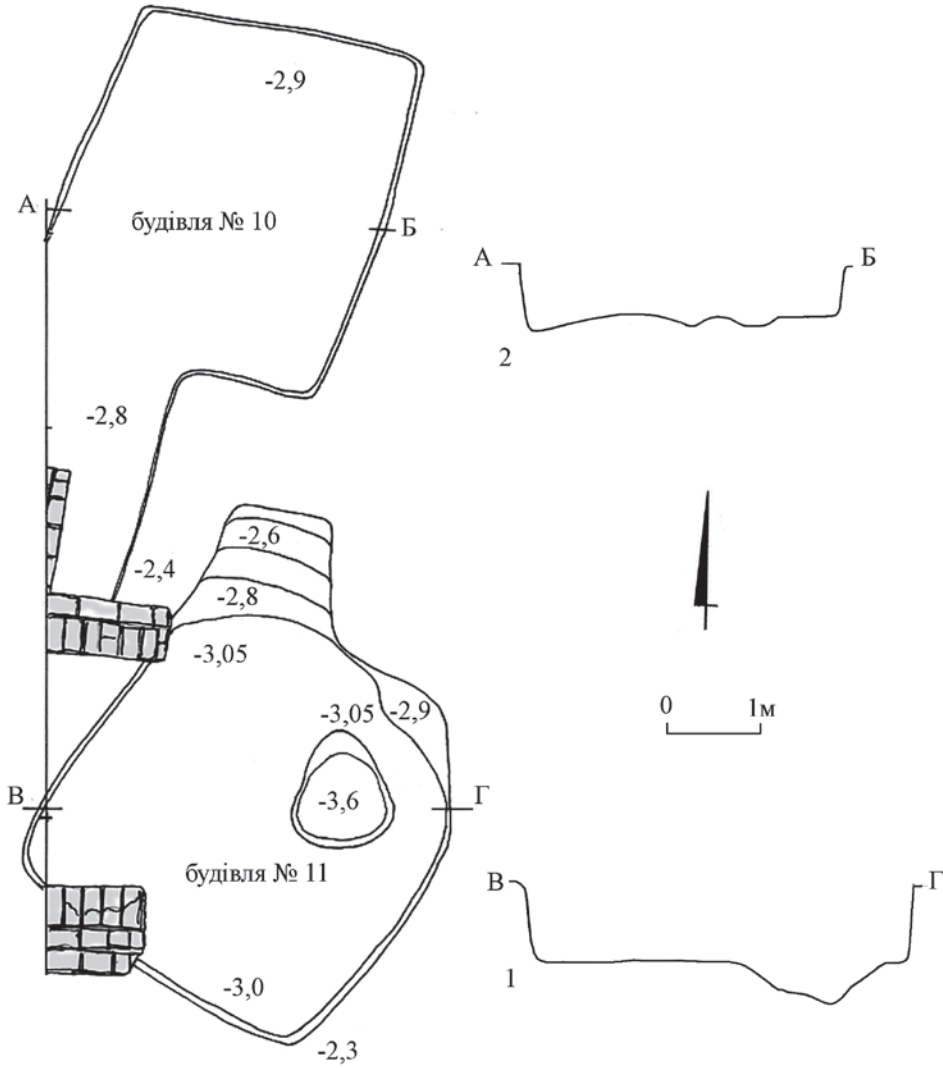 -2,9
А
будівля № 10
Б
А
Б
2
-2,8
-2,6
-2,4
-2,8
-3,05
-3,05
-2,9
0 1м
В
-3,6
Г
будівля № 11
В
Г
1
-3,0
-2,3